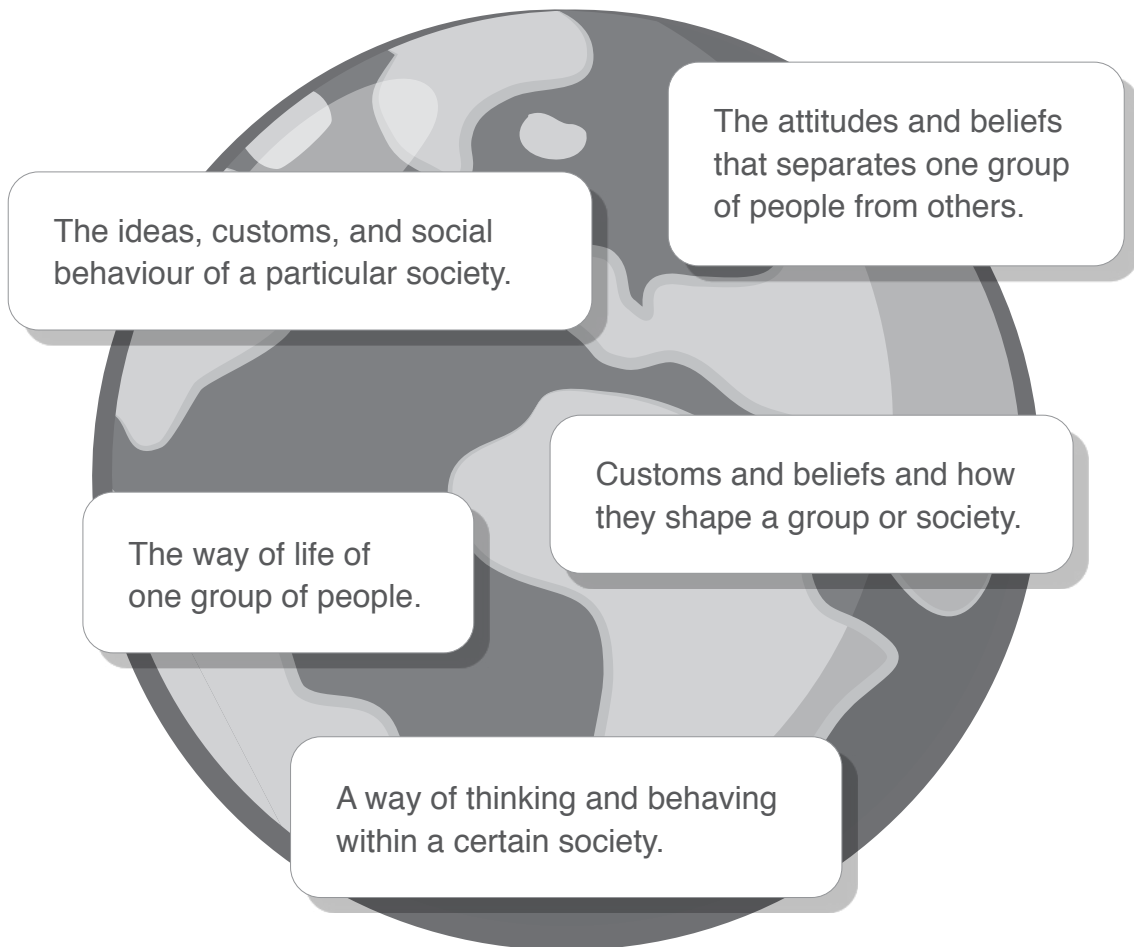 The attitudes and beliefs
that separates one group
of people from others.
The ideas, customs, and social
behaviour of a particular society.
Customs and beliefs and how
they shape a group or society.
The way of life of
one group of people.
A way of thinking and behaving
within a certain society.